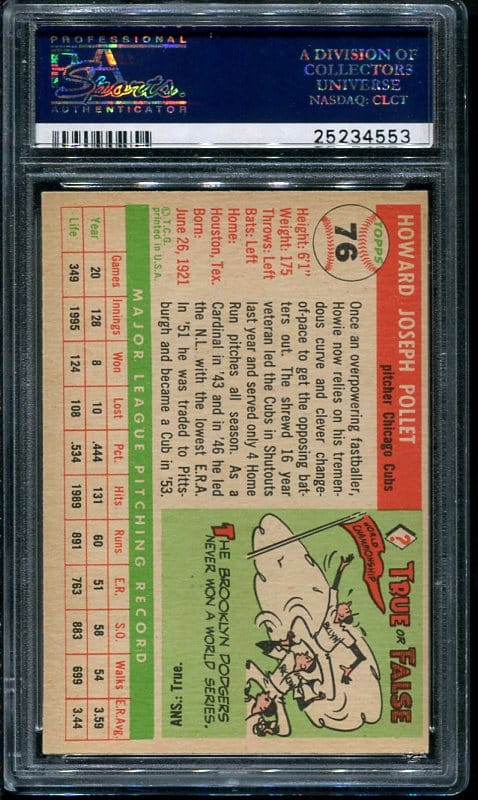 PROFESSIONAL
PSA
Sports
AUTHENTICATOR
A DIVISION OF
COLLECTORS
UNIVERSE
NASDAQ: CLCT
25234553
TOPPS
76
HOWARD JOSEPH POLLET
pitcher Chicago Cubs
Height: 6'1"
Weight: 175
Throws: Left
Bats: Left
Home:
Houston, Tex.
Born:
June 26, 1921
© T.C.G.
printed in U.S.A.
Once an overpowering fastballer,
Howie now relies on his tremen-
dous curve and clever change-
of-pace to get the opposing bat-
ters out. The shrewd 16 year
veteran led the Cubs in Shutouts
last year and served only 4 Home
Run pitches all season. As a
Cardinal in '43 and in '46 he led
the N.L. with the lowest E.R.A.
In '51 he was traded to Pitts-
burgh and became a Cub in '53.
?
TRUE OR FALSE
WORLD
CHAMPIONSHIP
THE BROOKLYN DODGERS
NEVER WON A WORLD SERIES.
ANS: True.
MAJOR LEAGUE PITCHING RECORD
Year Games Innings Won Lost Pct. Hits Runs E.R. S.O. Walks E.R.Avg.
Year 20 128 8 10 .444 131 60 51 58 54 3.59
Life 349 1995 124 108 .534 1989 891 763 883 699 3.44